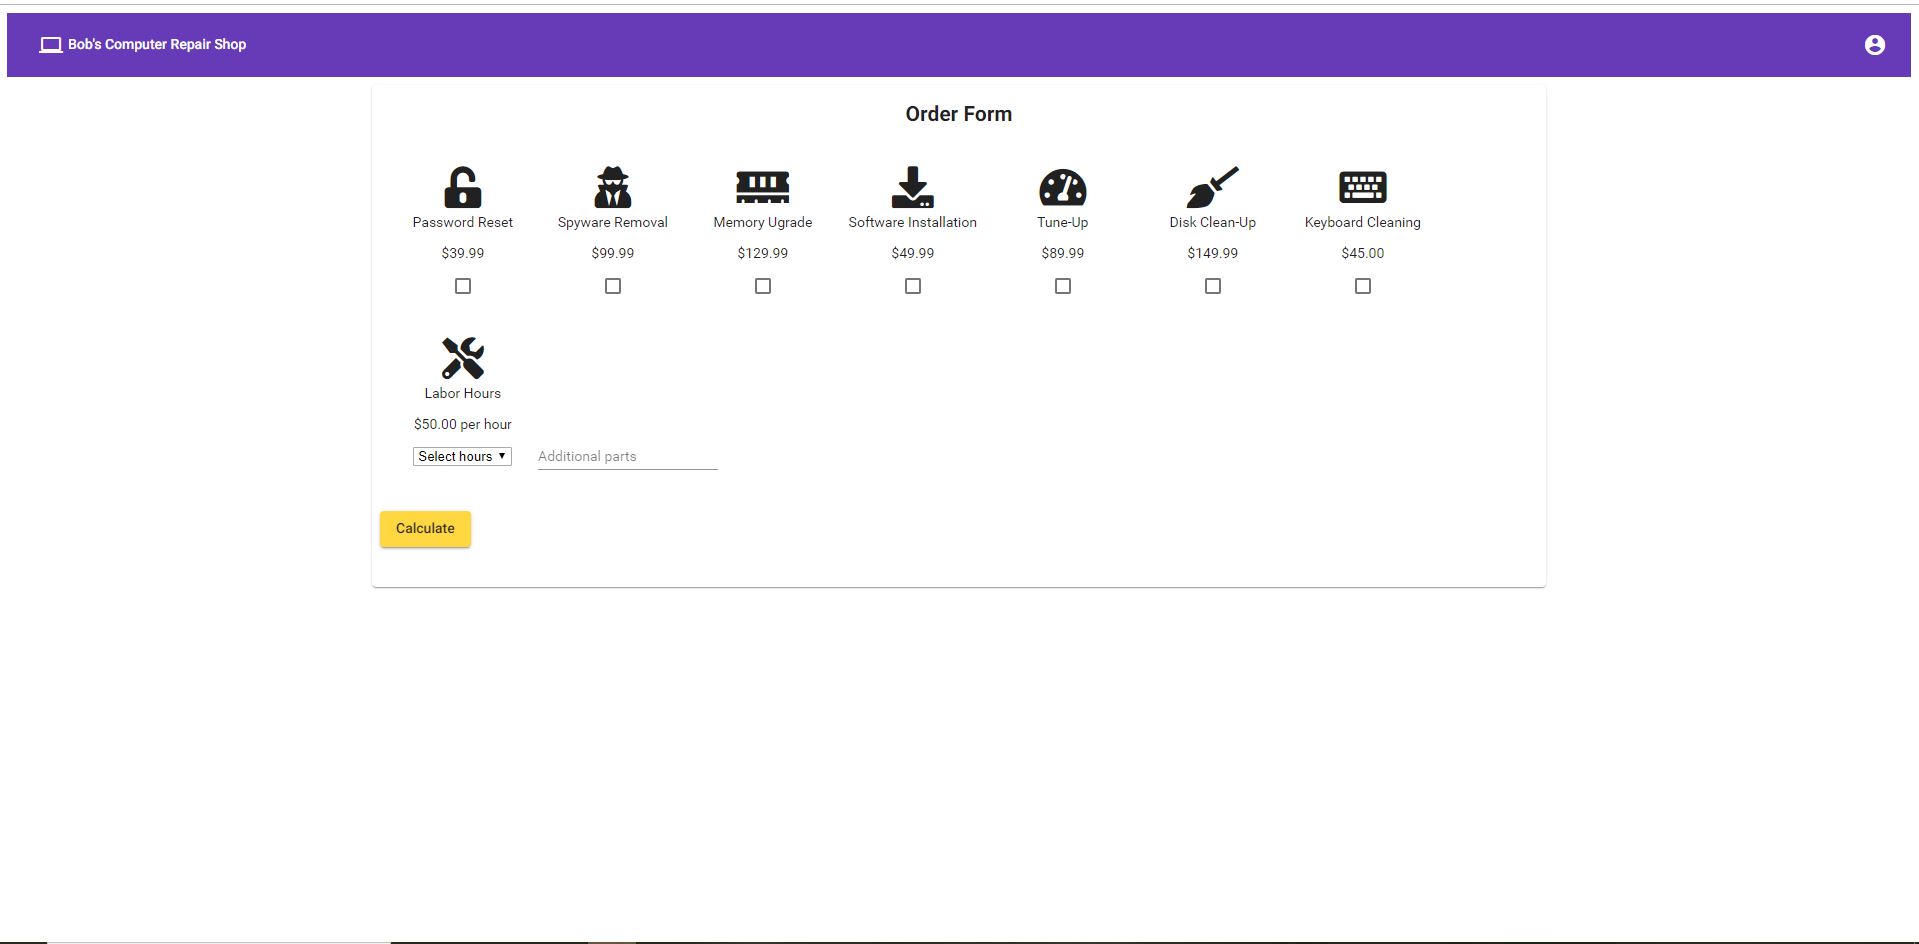 Bob's Computer Repair Shop
Order Form
Password Reset Spyware Removal Memory Ugrade Software Installation Tune-Up Disk Clean-Up Keyboard Cleaning
$39.99 $99.99 $129.99 $49.99 $89.99 $149.99 $45.00
Labor Hours
$50.00 per hour
Select hours Additional parts
Calculate